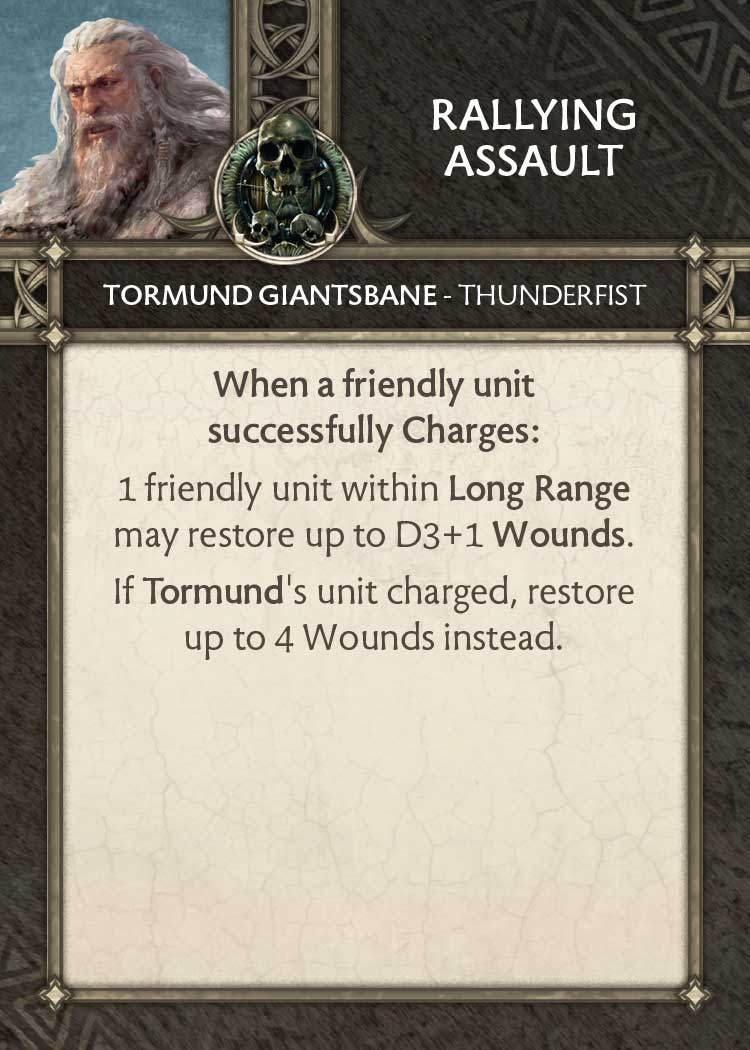 RALLYING
ASSAULT
TORMUND GIANTSBANE - THUNDERFIST
When a friendly unit
successfully Charges:
1 friendly unit within Long Range
may restore up to D3+1 Wounds.
If Tormund's unit charged, restore
up to 4 Wounds instead.